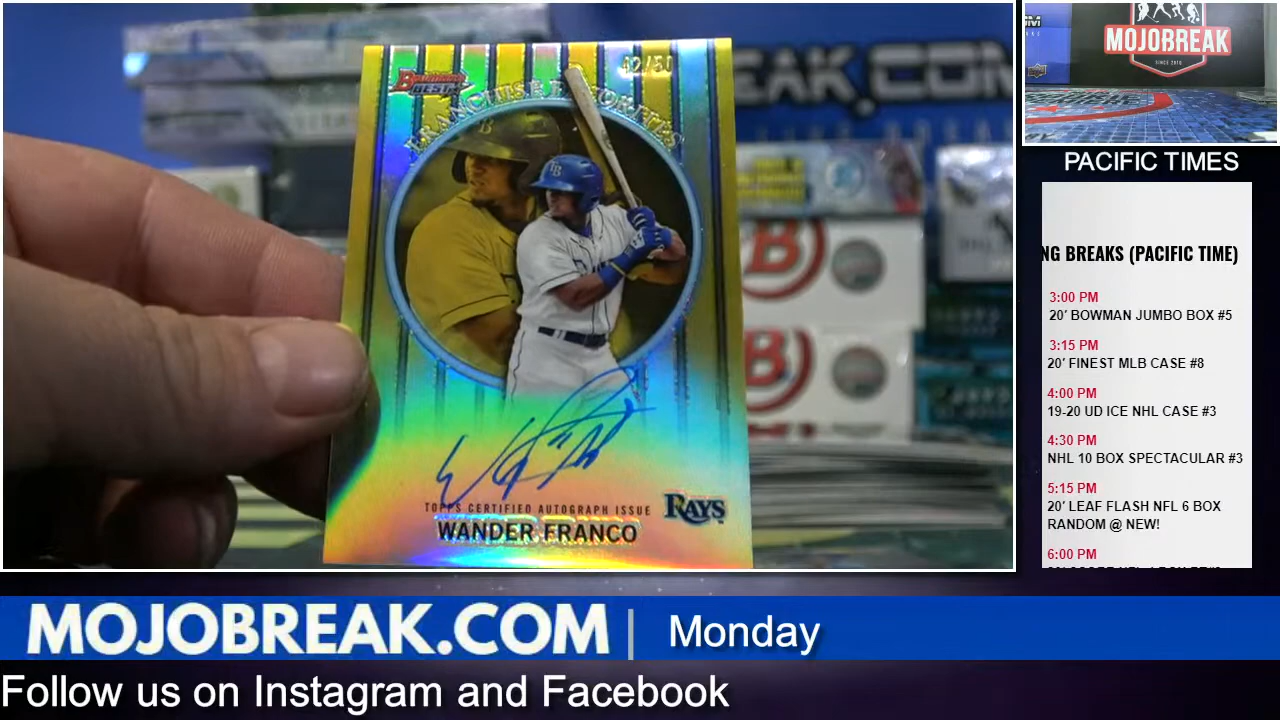 Bowman's
BEST
42/50
FRANCHISE FAVORITES
TOPPS CERTIFIED AUTOGRAPH ISSUE
RAYS
WANDER FRANCO
EAK.COM
MOJOBREAK
SINCE 2010
PACIFIC TIMES
NG BREAKS (PACIFIC TIME)
3:00 PM
20' BOWMAN JUMBO BOX #5
3:15 PM
20' FINEST MLB CASE #8
4:00 PM
19-20 UD ICE NHL CASE #3
4:30 PM
NHL 10 BOX SPECTACULAR #3
5:15 PM
20' LEAF FLASH NFL 6 BOX
RANDOM @ NEW!
6:00 PM
MOJOBREAK.COM | Monday
Follow us on Instagram and Facebook